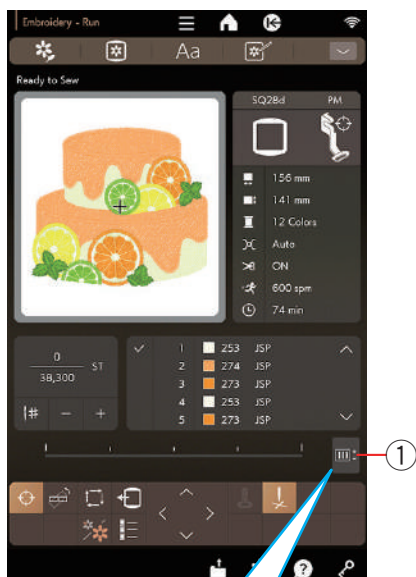 Embroidery - Run
Aa
Ready to Sew
SQ28d PM
156 mm
141 mm
12 Colors
Auto
ON
600 spm
74 min
0
38,300 ST
1 253 JSP
2 274 JSP
3 273 JSP
4 253 JSP
5 273 JSP
# - +
1
?